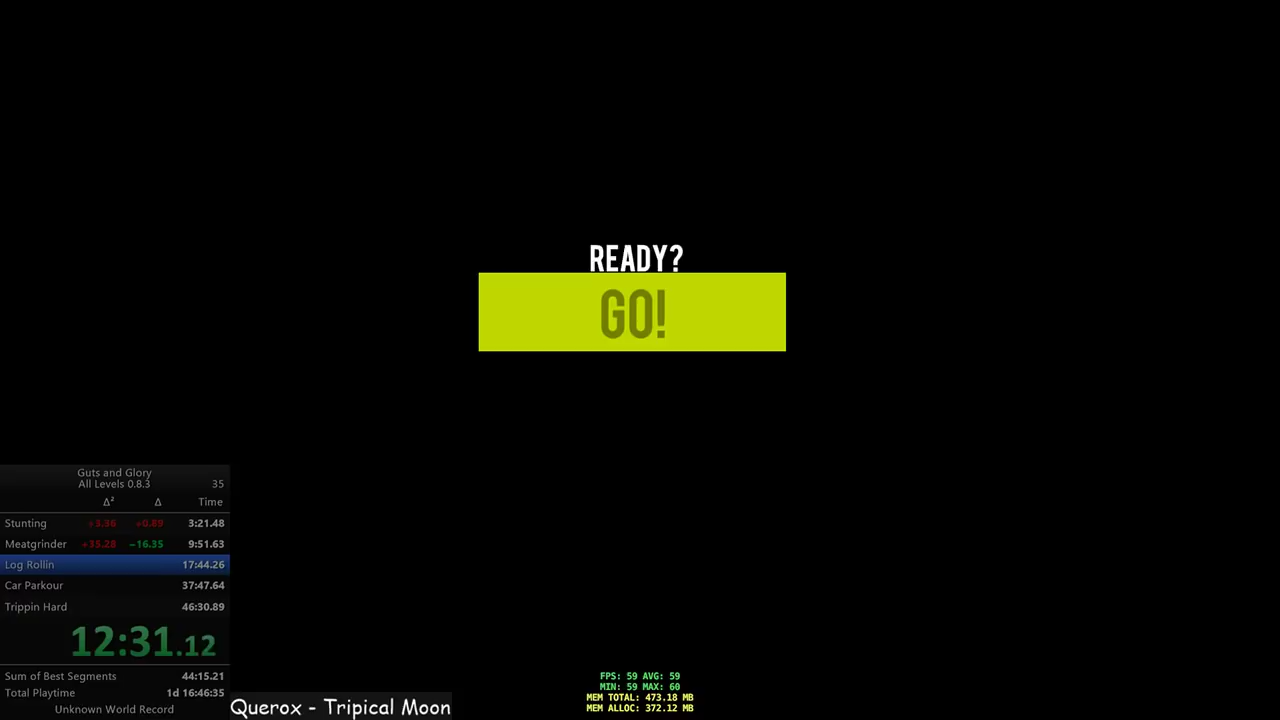 READY?
GO!
Guts and Glory
All Levels 0.8.3 35
Δ² Δ Time
Stunting +3.36 +0.89 3:21.48
Meatgrinder +35.28 −16.35 9:51.63
Log Rollin 17:44.26
Car Parkour 37:47.64
Trippin Hard 46:30.89
12:31.12
Sum of Best Segments 44:15.21
Total Playtime 1d 16:46:35
Unknown World Record
Querox - Tripical Moon
FPS: 59 AVG: 59
MIN: 59 MAX: 60
MEM TOTAL: 473.18 MB
MEM ALLOC: 372.12 MB